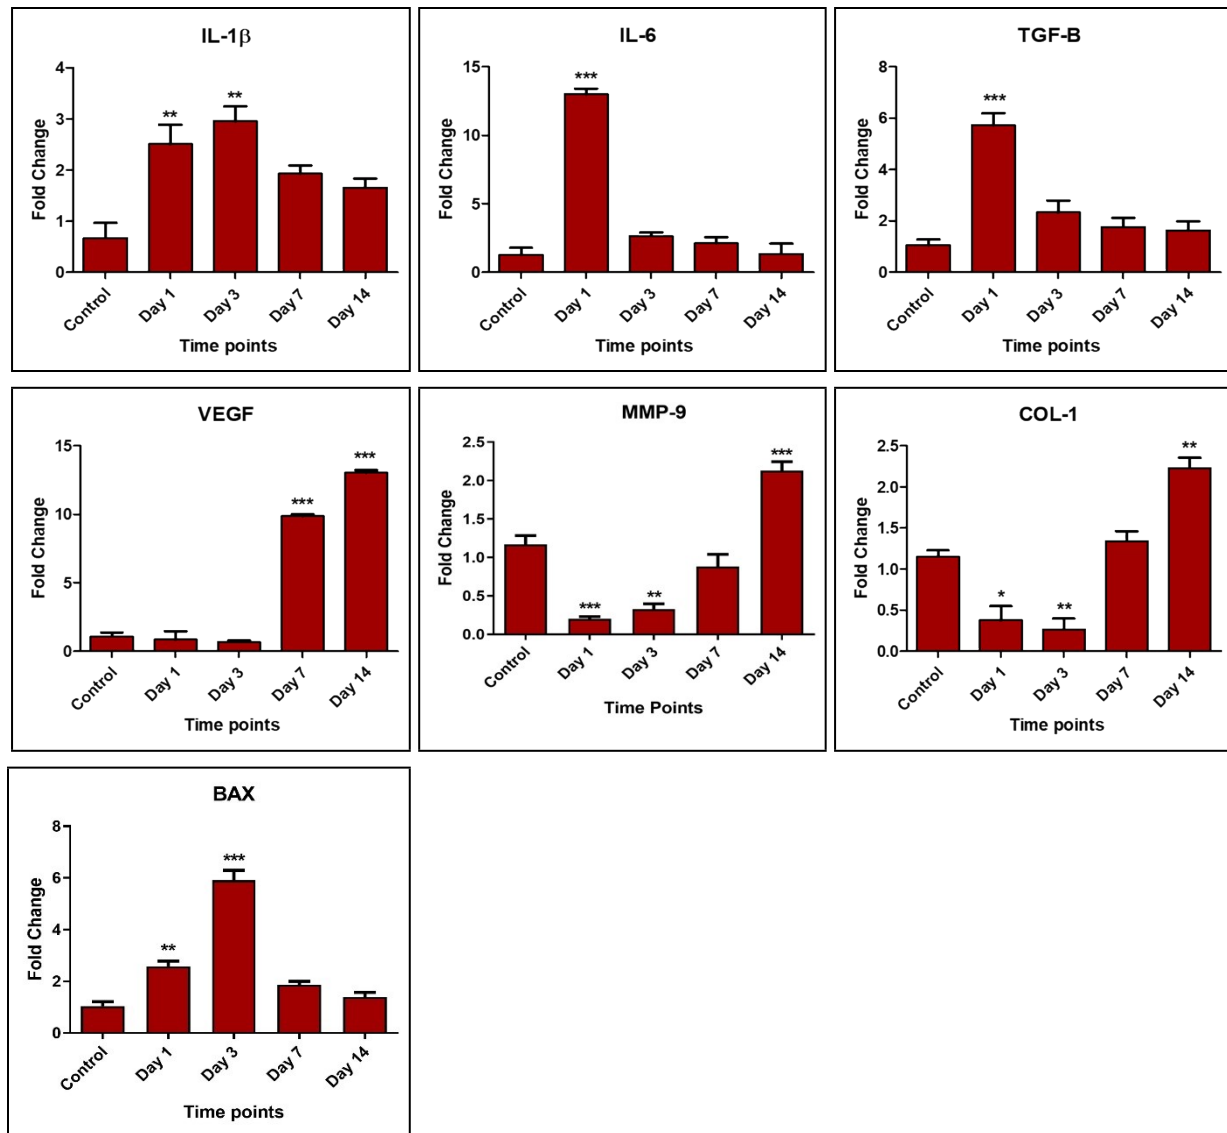 IL-1β
Fold Change
4
3
2
1
0
**
**
Control
Day 1
Day 3
Day 7
Day 14
Time points
IL-6
Fold Change
15
10
5
0
***
Control
Day 1
Day 3
Day 7
Day 14
Time points
TGF-B
Fold Change
8
6
4
2
0
***
Control
Day 1
Day 3
Day 7
Day 14
Time points
VEGF
Fold Change
15
10
5
0
***
***
Control
Day 1
Day 3
Day 7
Day 14
Time points
MMP-9
Fold Change
2.5
2.0
1.5
1.0
0.5
0.0
***
**
***
Control
Day 1
Day 3
Day 7
Day 14
Time Points
COL-1
Fold Change
2.5
2.0
1.5
1.0
0.5
0.0
*
**
**
Control
Day 1
Day 3
Day 7
Day 14
Time points
BAX
Fold Change
8
6
4
2
0
**
***
Control
Day 1
Day 3
Day 7
Day 14
Time points